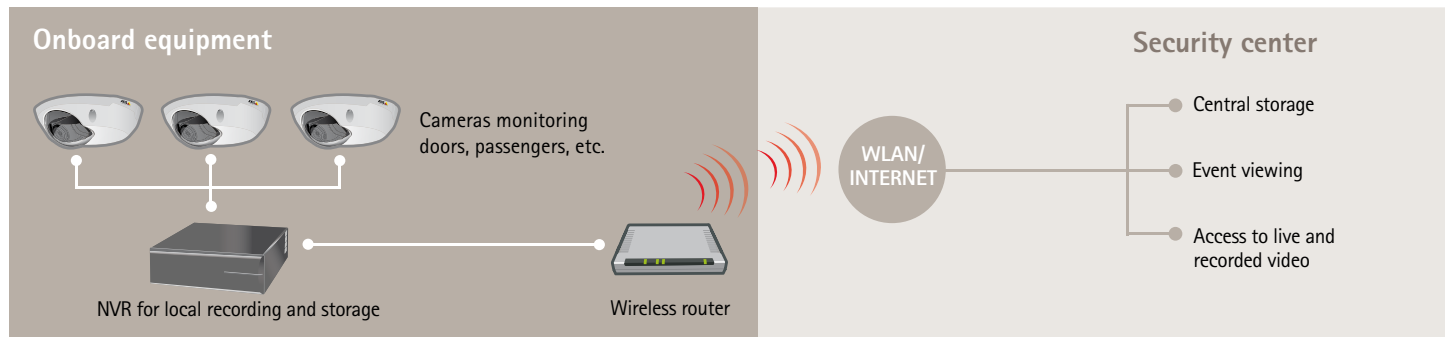 Onboard equipment
Cameras monitoring
doors, passengers, etc.
NVR for local recording and storage
Wireless router
WLAN/
INTERNET
Security center
Central storage
Event viewing
Access to live and
recorded video